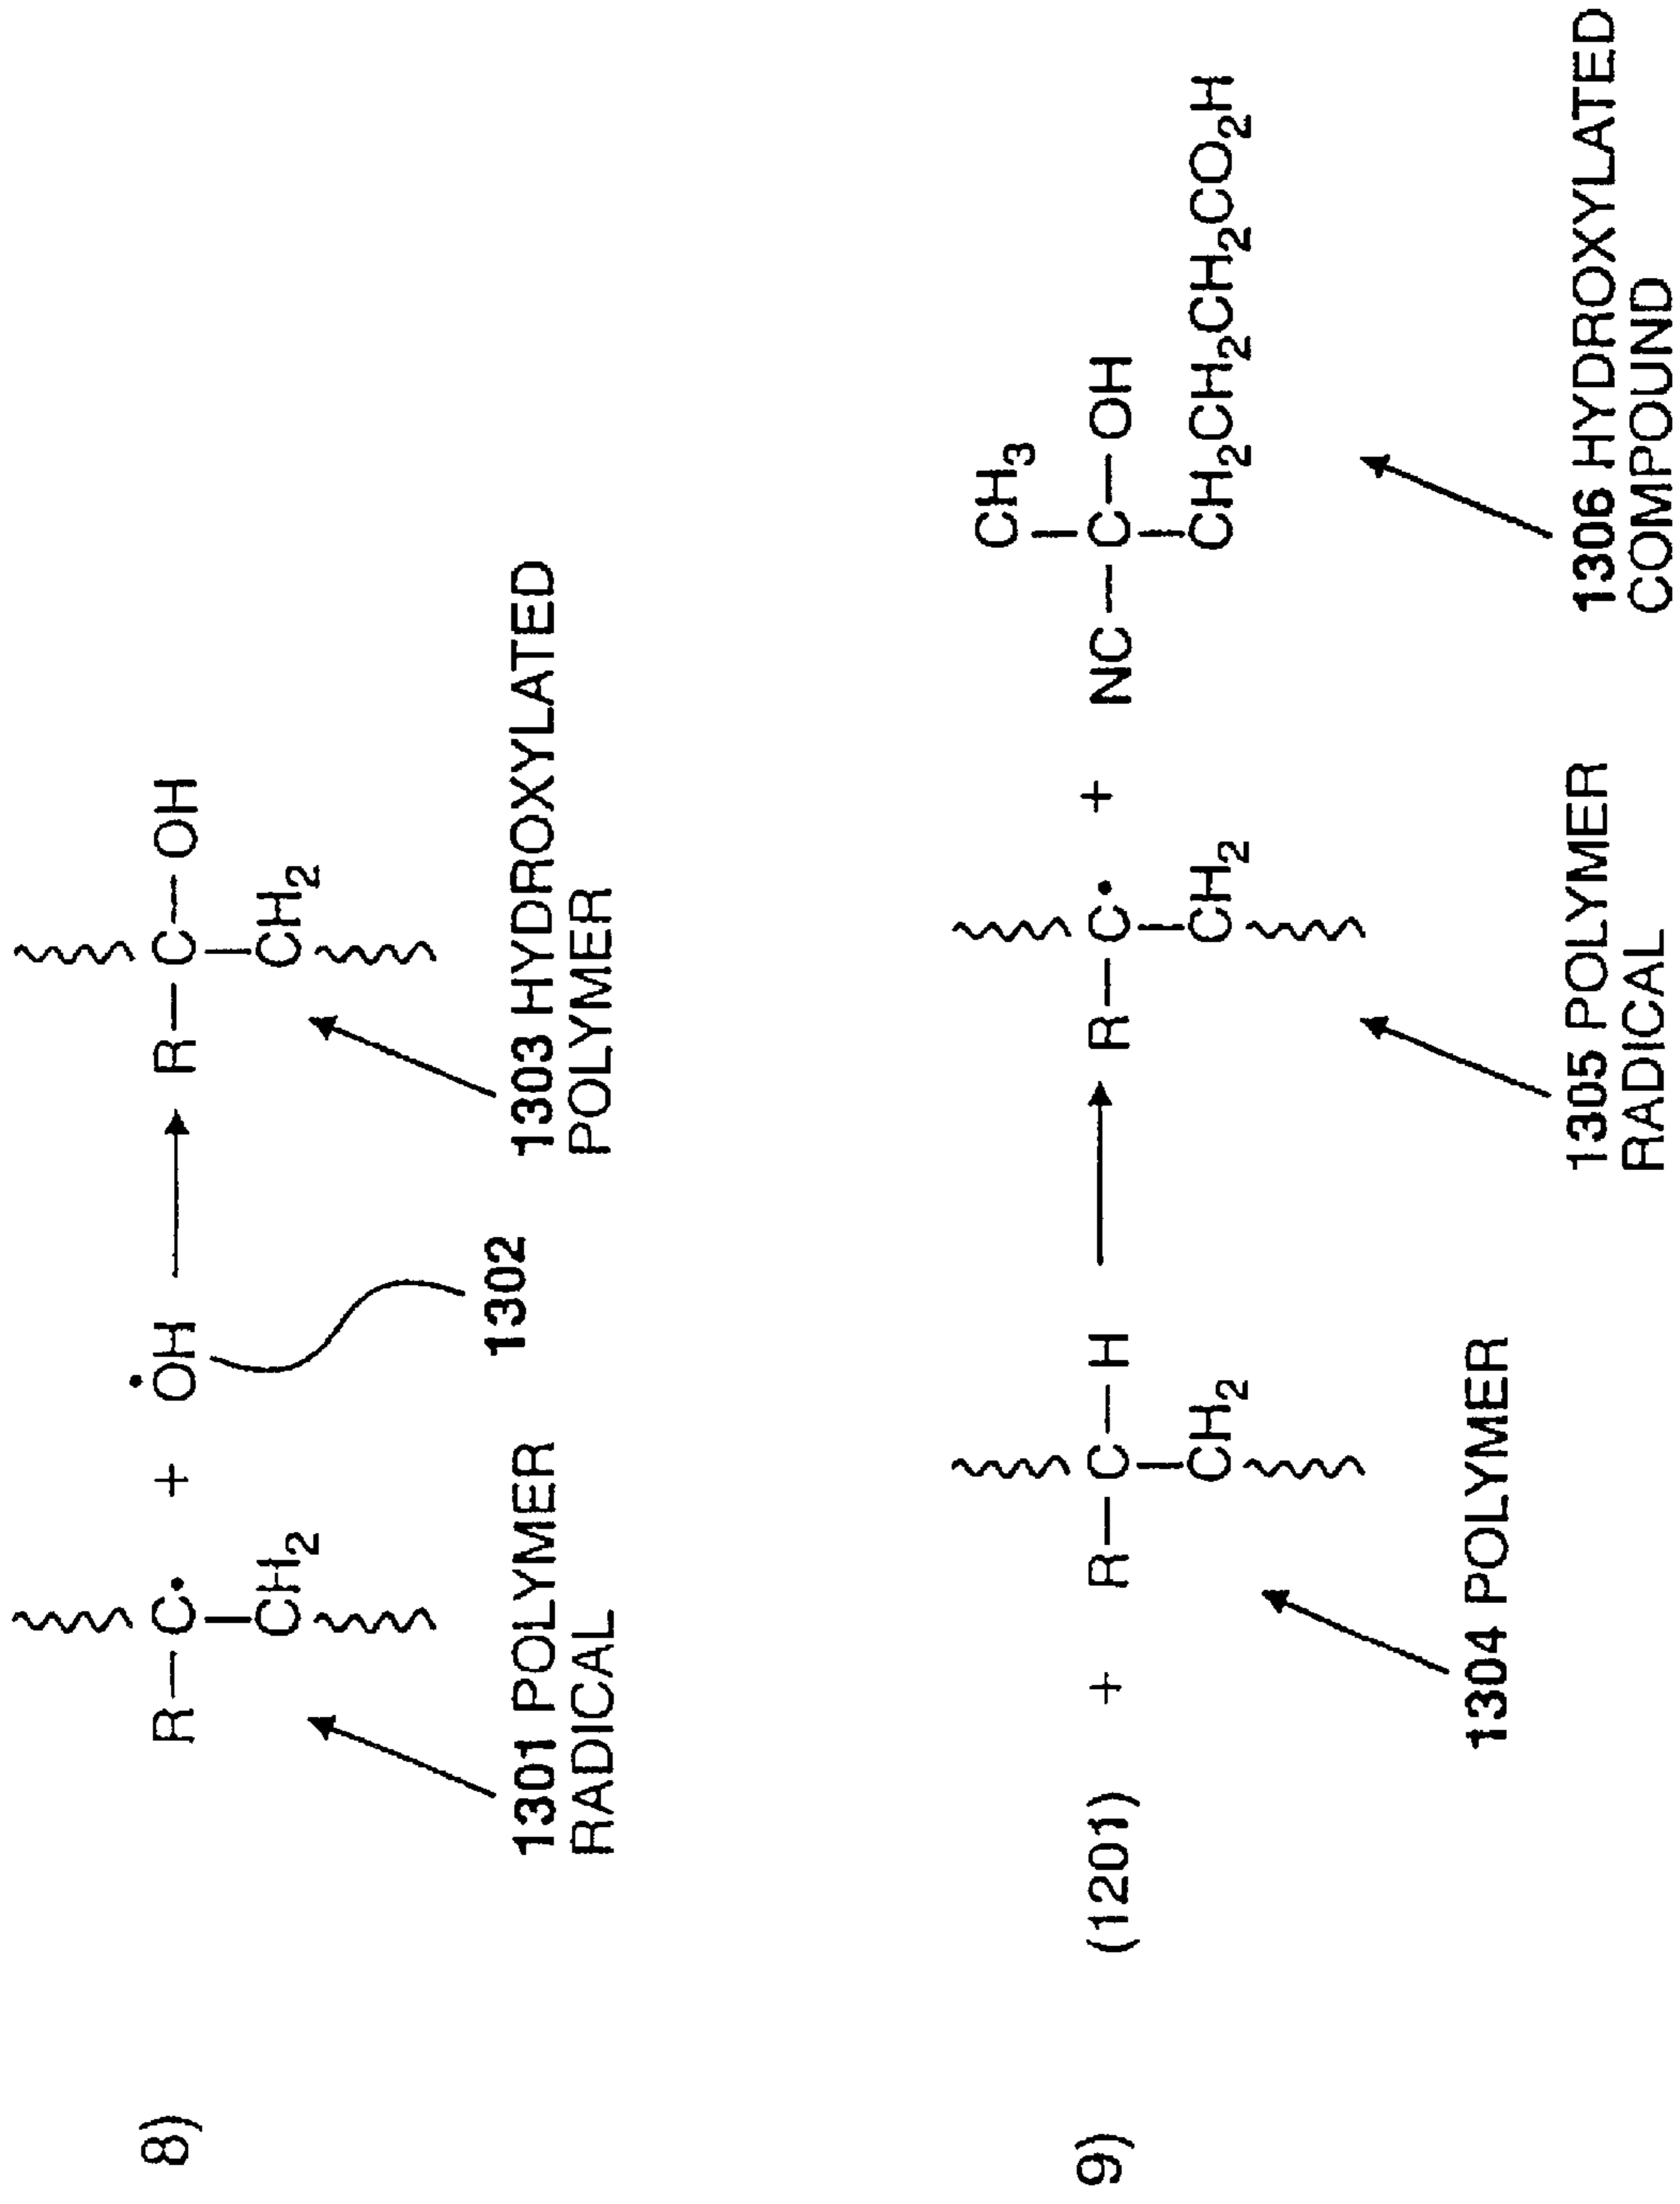 8)
R—C• + •OH ⟶ R—C—OH
CH2 CH2
1302
1301 POLYMER
RADICAL
1303 HYDROXYLATED
POLYMER
CH3
9) (1201) + R—C—H ⟶ R—C• + NC—C—OH
CH2 CH2 CH2CH2CH2CO2H
1304 POLYMER
1305 POLYMER
RADICAL
1306 HYDROXYLATED
COMPOUND